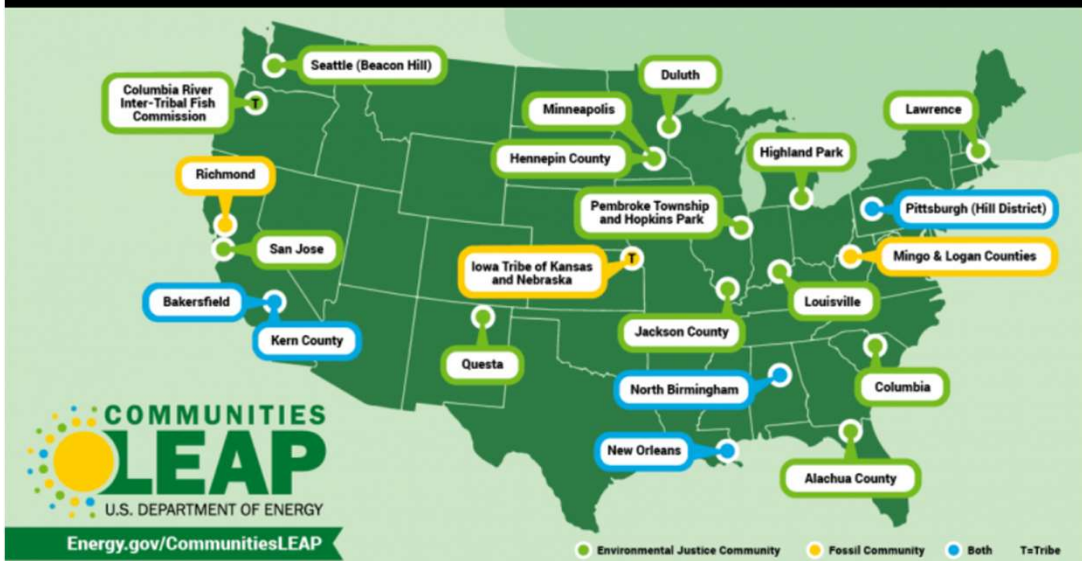 Seattle (Beacon Hill)
Duluth
Columbia River
Inter-Tribal Fish
Commission
T
Minneapolis
Lawrence
Hennepin County
Highland Park
Richmond
Pembroke Township
and Hopkins Park
Pittsburgh (Hill District)
San Jose
Iowa Tribe of Kansas
and Nebraska
T
Mingo & Logan Counties
Bakersfield
Louisville
Kern County
Jackson County
Questa
North Birmingham
Columbia
New Orleans
Alachua County
COMMUNITIES
LEAP
U.S. DEPARTMENT OF ENERGY
Energy.gov/CommunitiesLEAP
Environmental Justice Community
Fossil Community
Both
T=Tribe